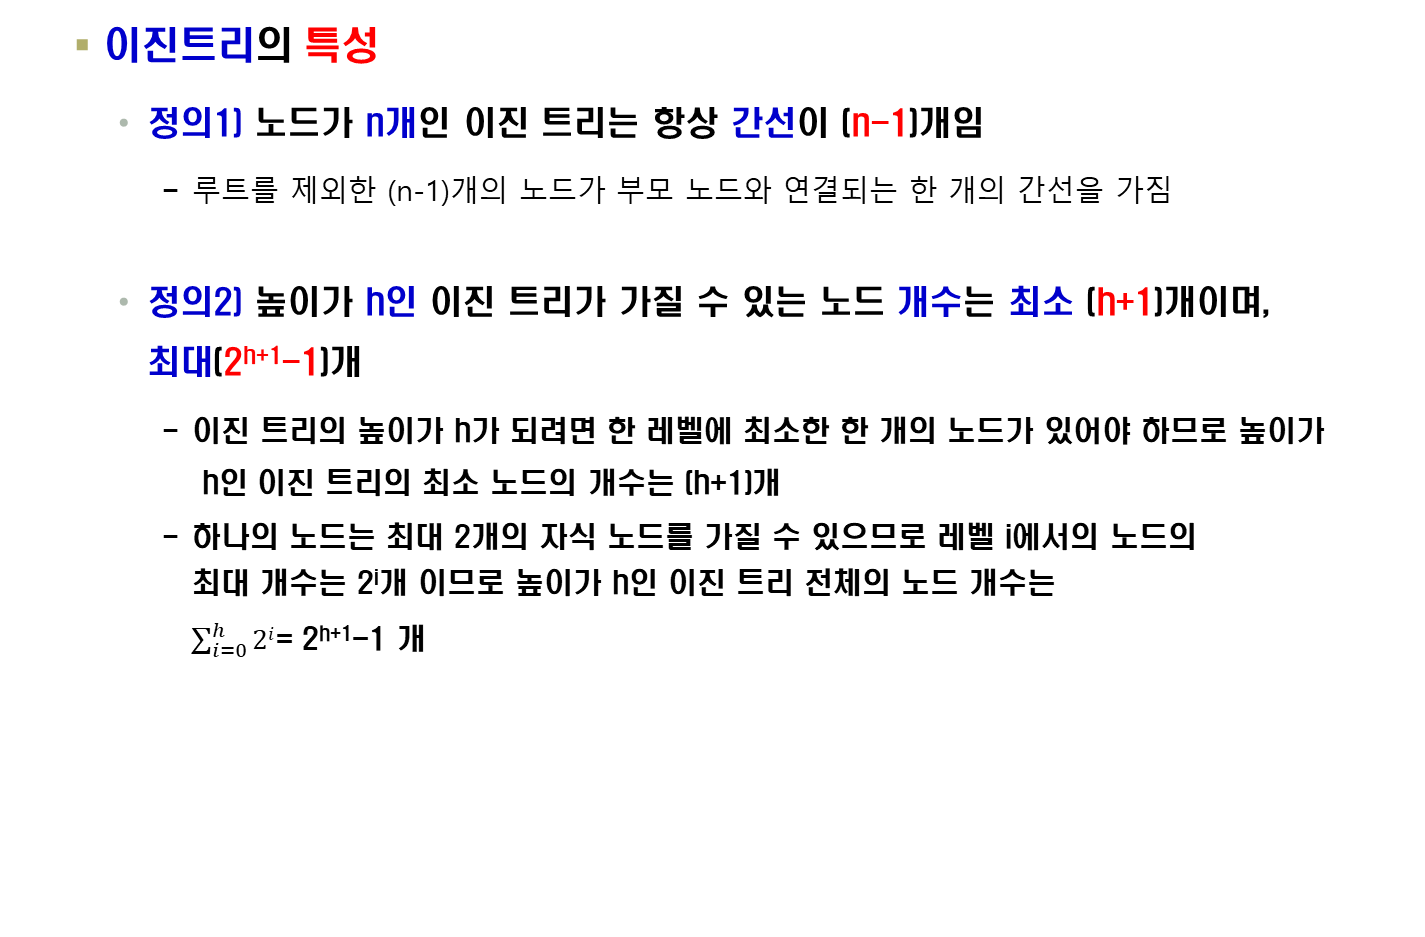 ▪ 이진트리의 특성
• 정의1) 노드가 n개인 이진 트리는 항상 간선이 (n-1)개임
- 루트를 제외한 (n-1)개의 노드가 부모 노드와 연결되는 한 개의 간선을 가짐
• 정의2) 높이가 h인 이진 트리가 가질 수 있는 노드 개수는 최소 (h+1)개이며,
최대(2^{h+1}-1)개
- 이진 트리의 높이가 h가 되려면 한 레벨에 최소한 한 개의 노드가 있어야 하므로 높이가
h인 이진 트리의 최소 노드의 개수는 (h+1)개
- 하나의 노드는 최대 2개의 자식 노드를 가질 수 있으므로 레벨 i에서의 노드의
최대 개수는 2^i개 이므로 높이가 h인 이진 트리 전체의 노드 개수는
∑_{i=0}^{h} 2^i= 2^{h+1}-1 개